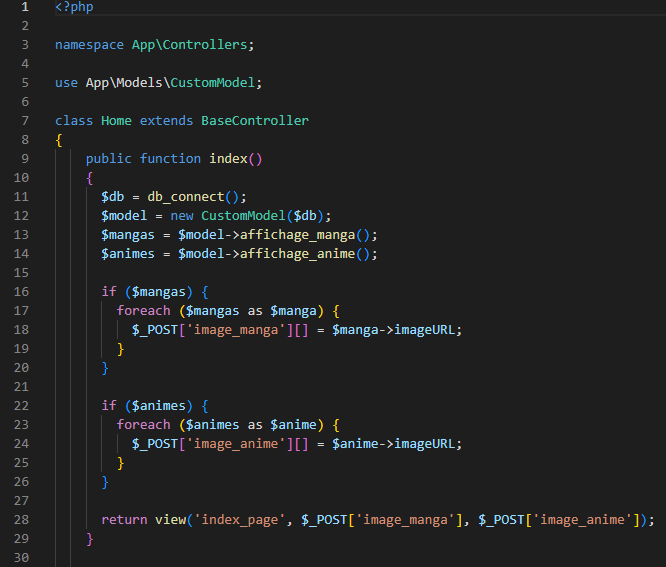 1 <?php
2
3 namespace App\Controllers;
4
5 use App\Models\CustomModel;
6
7 class Home extends BaseController
8 {
9 public function index()
10 {
11 $db = db_connect();
12 $model = new CustomModel($db);
13 $mangas = $model->affichage_manga();
14 $animes = $model->affichage_anime();
15
16 if ($mangas) {
17 foreach ($mangas as $manga) {
18 $_POST['image_manga'][] = $manga->imageURL;
19 }
20 }
21
22 if ($animes) {
23 foreach ($animes as $anime) {
24 $_POST['image_anime'][] = $anime->imageURL;
25 }
26 }
27
28 return view('index_page', $_POST['image_manga'], $_POST['image_anime']);
29 }
30